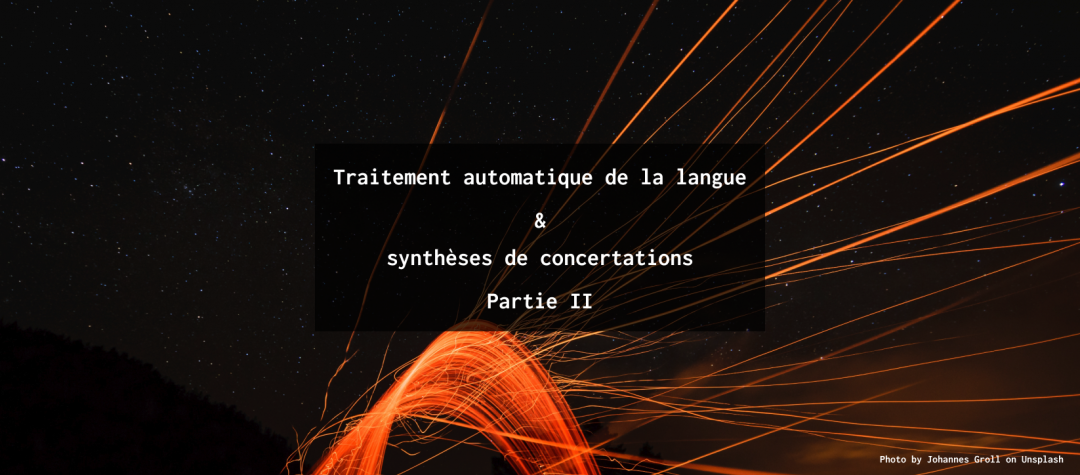 Traitement automatique de la langue
&
synthèses de concertations
Partie II
Photo by Johannes Groll on Unsplash